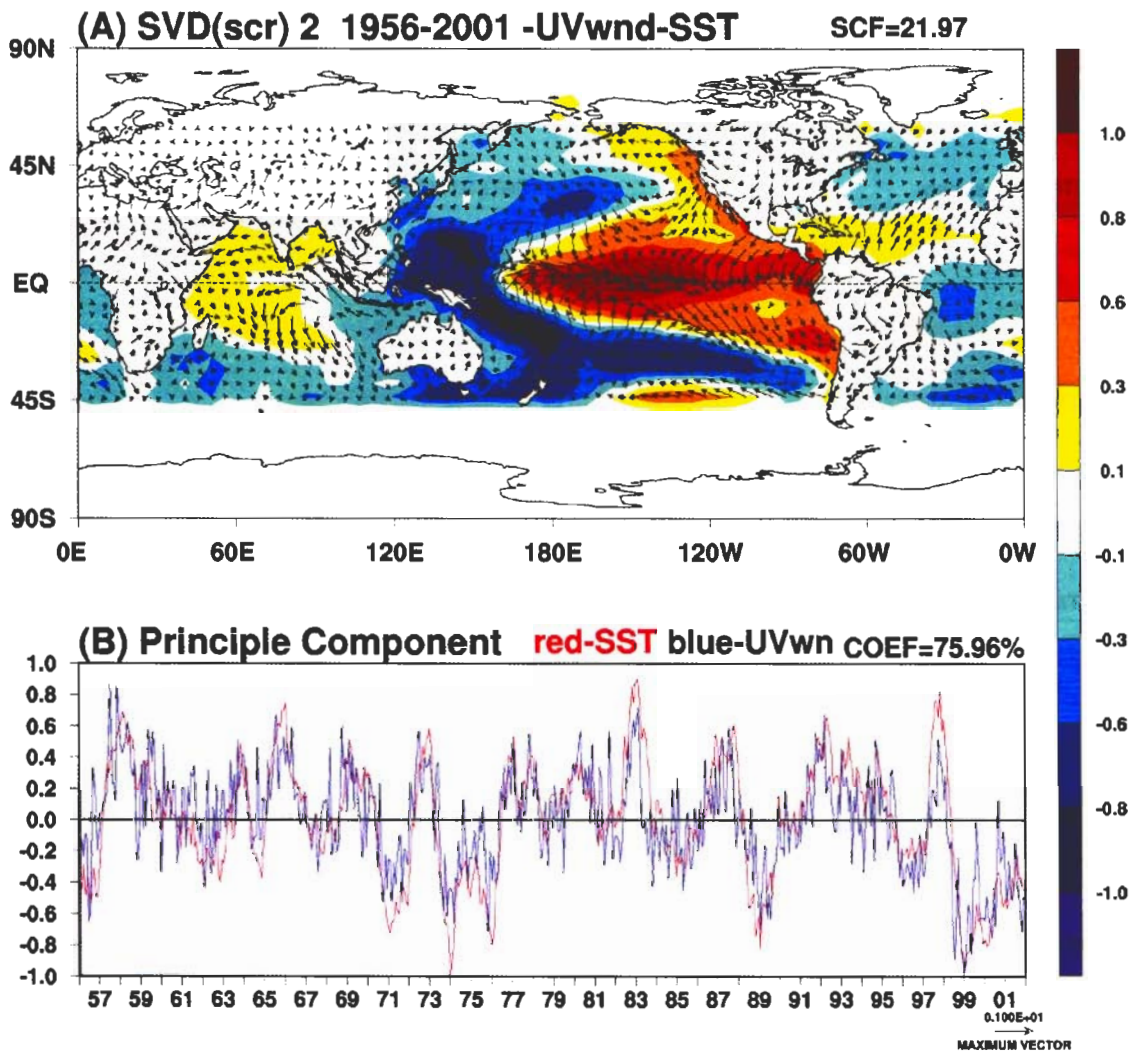 (A) SVD(scr) 2 1956-2001 -UVwnd-SST SCF=21.97
90N
45N
EQ
45S
90S
0E 60E 120E 180E 120W 60W 0W
1.0
0.8
0.6
0.3
0.1
-0.1
-0.3
-0.6
-0.8
-1.0
(B) Principle Component red-SST blue-UVwn COEF=75.96%
1.0
0.8
0.6
0.4
0.2
0.0
-0.2
-0.4
-0.6
-0.8
-1.0
57 59 61 63 65 67 69 71 73 75 77 79 81 83 85 87 89 91 93 95 97 99 01
0.100E+01
MAXIMUM VECTOR